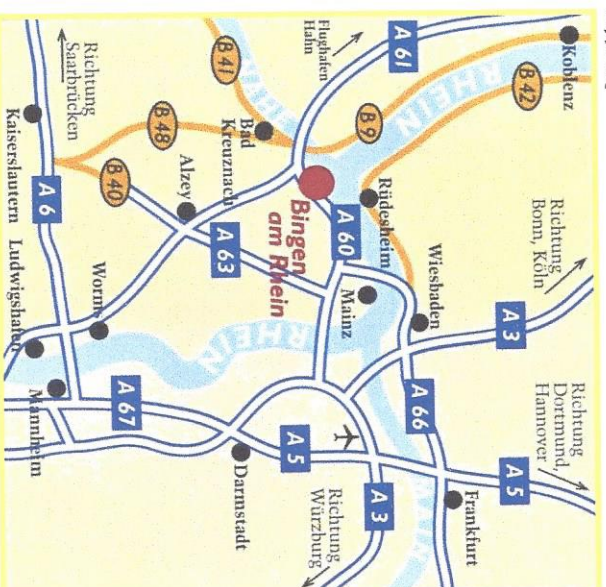 Koblenz
Richtung
Bonn, Köln
Richtung
Dortmund,
Hannover
B 42
A 3
A 5
RHEIN
Frankfurt
Wiesbaden
A 66
MAIN
A 61
B 9
Rüdesheim
A 3
A 60
Mainz
Richtung
Würzburg
Flughafen
Hahn
Bingen
am Rhein
A 5
B 41
Bad
Kreuznach
A 63
RHEIN
Darmstadt
B 48
Alzey
B 40
Worms
A 67
Richtung
Saarbrücken
A 6
Kaiserslautern
Ludwigshafen
Mannheim